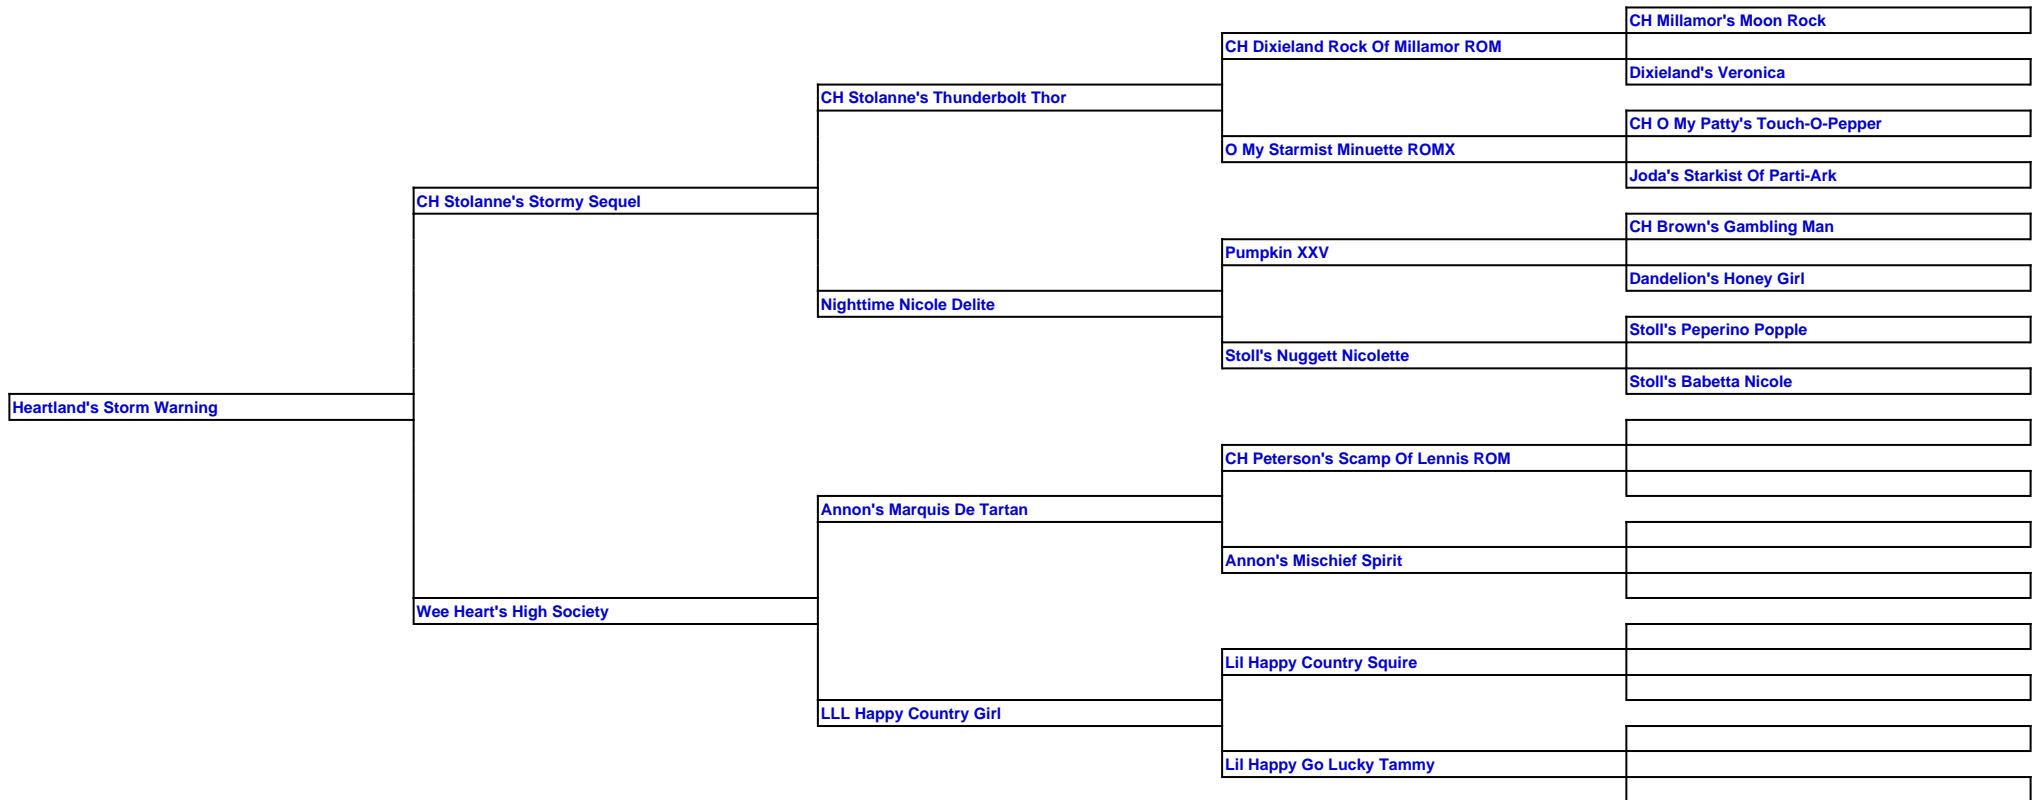 CH Millamor's Moon Rock
CH Dixieland Rock Of Millamor ROM
Dixieland's Veronica
CH Stolanne's Thunderbolt Thor
CH O My Patty's Touch-O-Pepper
O My Starmist Minuette ROMX
Joda's Starkist Of Parti-Ark
CH Stolanne's Stormy Sequel
CH Brown's Gambling Man
Pumpkin XXV
Dandelion's Honey Girl
Nighttime Nicole Delite
Stoll's Peperino Popple
Stoll's Nuggett Nicolette
Stoll's Babetta Nicole
Heartland's Storm Warning
CH Peterson's Scamp Of Lennis ROM
Annon's Marquis De Tartan
Annon's Mischief Spirit
Wee Heart's High Society
Lil Happy Country Squire
LLL Happy Country Girl
Lil Happy Go Lucky Tammy